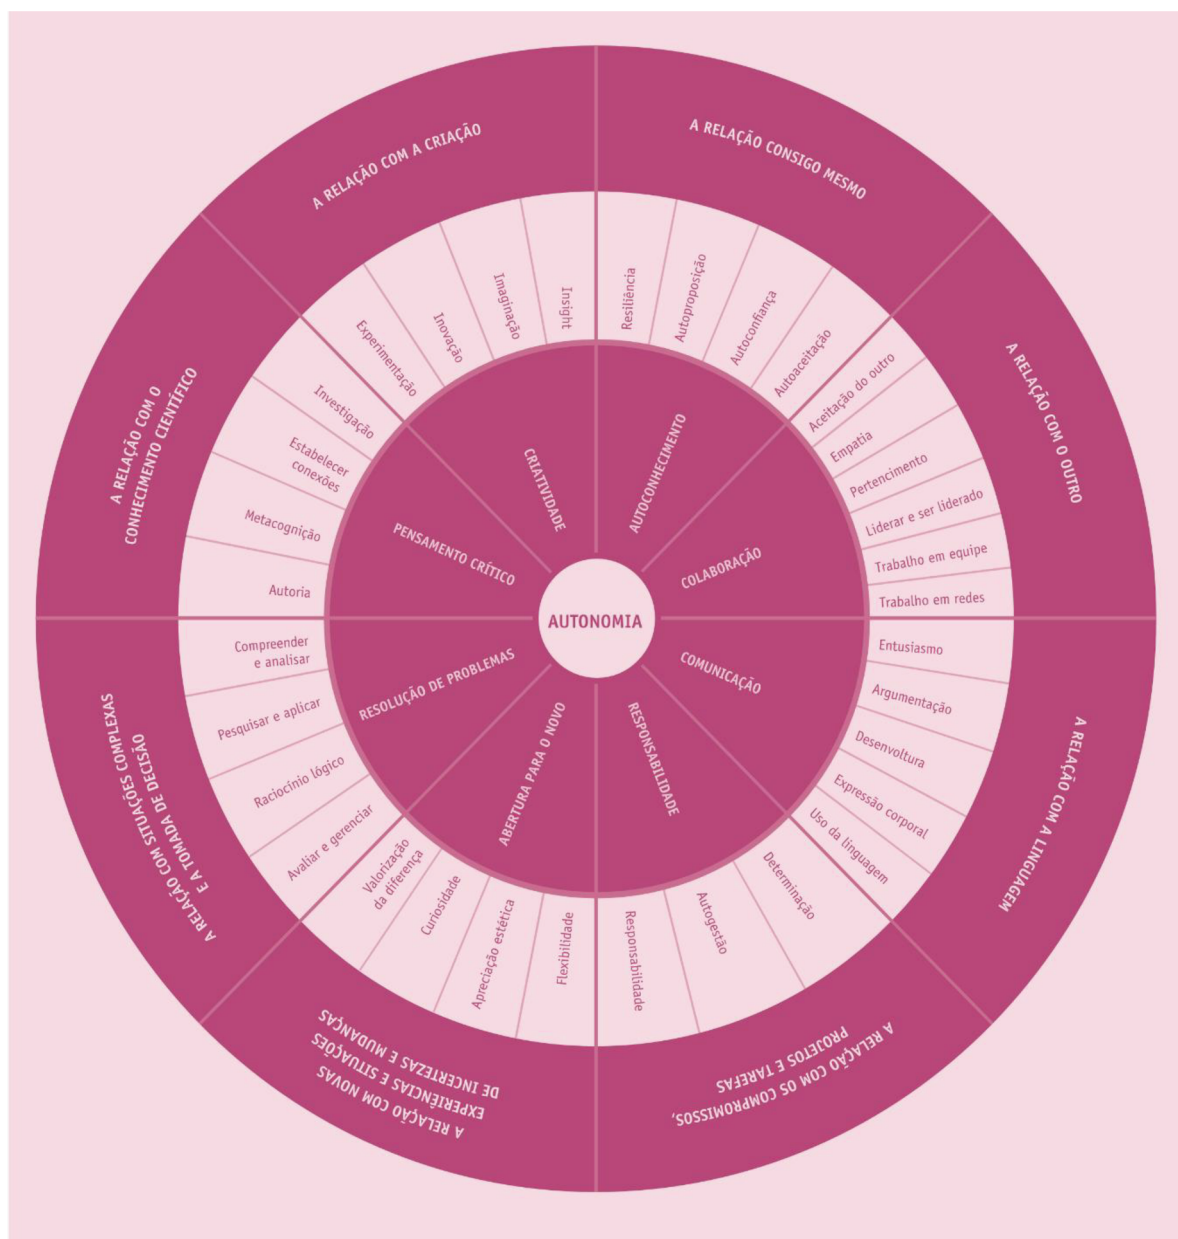 A RELAÇÃO COM A CRIAÇÃO
A RELAÇÃO CONSIGO MESMO
A RELAÇÃO COM O OUTRO
A RELAÇÃO COM A LINGUAGEM
A RELAÇÃO COM OS COMPROMISSOS,
PROJETOS E TAREFAS
A RELAÇÃO COM NOVAS
EXPERIÊNCIAS E SITUAÇÕES
DE INCERTEZAS E MUDANÇAS
A RELAÇÃO COM SITUAÇÕES COMPLEXAS
E A TOMADA DE DECISÃO
A RELAÇÃO COM O
CONHECIMENTO CIENTÍFICO
Experimentação
Inovação
Imaginação
Insight
Resiliência
Autoproposição
Autoconfiança
Autoaceitação
Aceitação do outro
Empatia
Pertencimento
Liderar e ser liderado
Trabalho em equipe
Trabalho em redes
Entusiasmo
Argumentação
Desenvoltura
Expressão corporal
Uso da linguagem
Determinação
Autogestão
Responsabilidade
Flexibilidade
Apreciação estética
Curiosidade
Valorização
da diferença
Avaliar e gerenciar
Raciocínio lógico
Pesquisar e aplicar
Compreender
e analisar
Autoria
Metacognição
Estabelecer
conexões
Investigação
CRIATIVIDADE
AUTOCONHECIMENTO
COLABORAÇÃO
COMUNICAÇÃO
RESPONSABILIDADE
ABERTURA PARA O NOVO
RESOLUÇÃO DE PROBLEMAS
PENSAMENTO CRÍTICO
AUTONOMIA